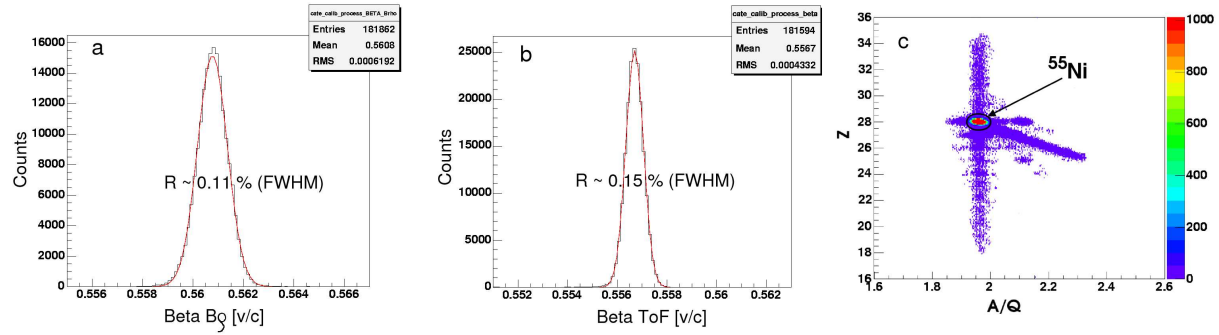 a
cate_calib_process_BETA_Brho
Entries 181862
Mean 0.5608
RMS 0.0006192
16000
14000
12000
10000
8000
6000
4000
2000
0
Counts
R ~ 0.11 % (FWHM)
0.556 0.558 0.56 0.562 0.564 0.566
Beta Bρ [v/c]
b
cate_calib_process_beta
Entries 181594
Mean 0.5567
RMS 0.0004332
25000
20000
15000
10000
5000
0
Counts
R ~ 0.15 % (FWHM)
0.552 0.554 0.556 0.558 0.56 0.562
Beta ToF [v/c]
c
55Ni
36
34
32
30
28
26
24
22
20
18
16
Z
1.6 1.8 2 2.2 2.4 2.6
A/Q
1000
800
600
400
200
0